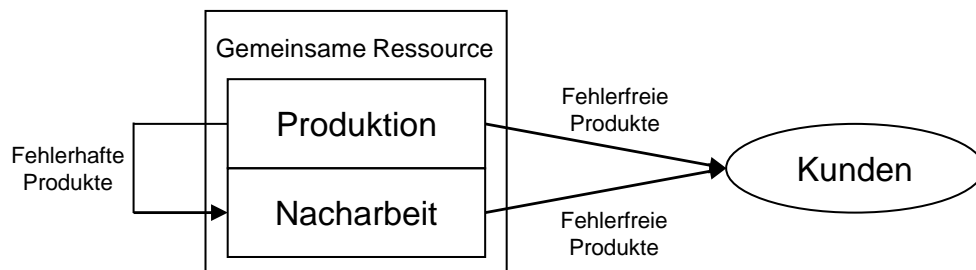 Gemeinsame Ressource
Produktion
Nacharbeit
Fehlerhafte
Produkte
Fehlerfreie
Produkte
Fehlerfreie
Produkte
Kunden